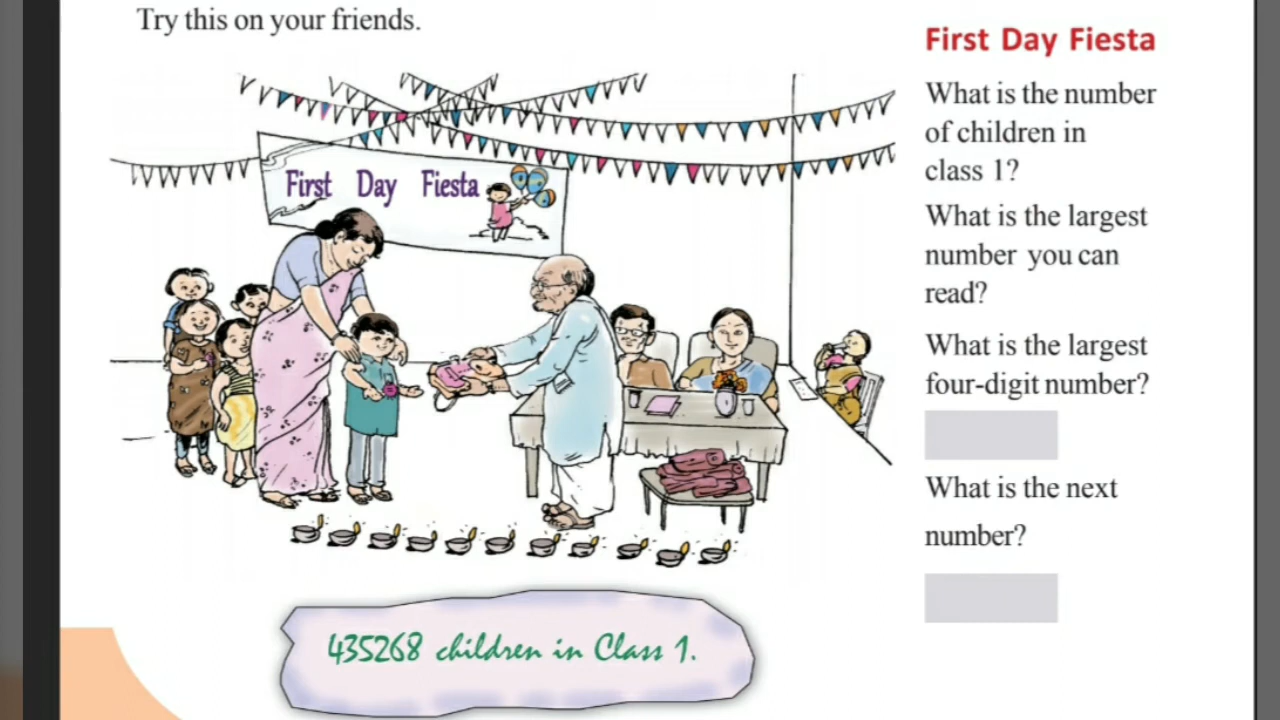 Try this on your friends.
First Day Fiesta
435268 children in Class 1.
First Day Fiesta
What is the number
of children in
class 1?
What is the largest
number you can
read?
What is the largest
four-digit number?
What is the next
number?